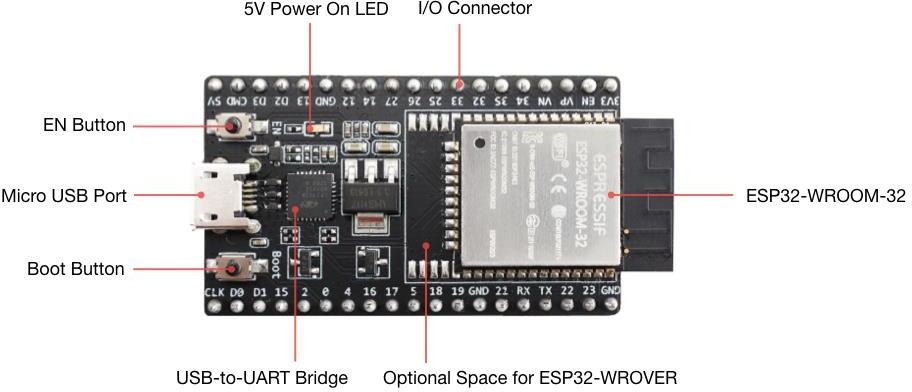 5V Power On LED
I/O Connector
5V CMD D3 D2 13 GND 12 14 27 26 25 33 32 35 34 VN VP EN 3V3
EN Button
EN
ESPRESSIF
ESP32-WROOM-32
Micro USB Port
AMS1117
ESP32-WROOM-32
Boot Button
Boot
CLK D0 D1 15 2 0 4 16 17 5 18 19 GND 21 RX TX 22 23 GND
USB-to-UART Bridge
Optional Space for ESP32-WROVER